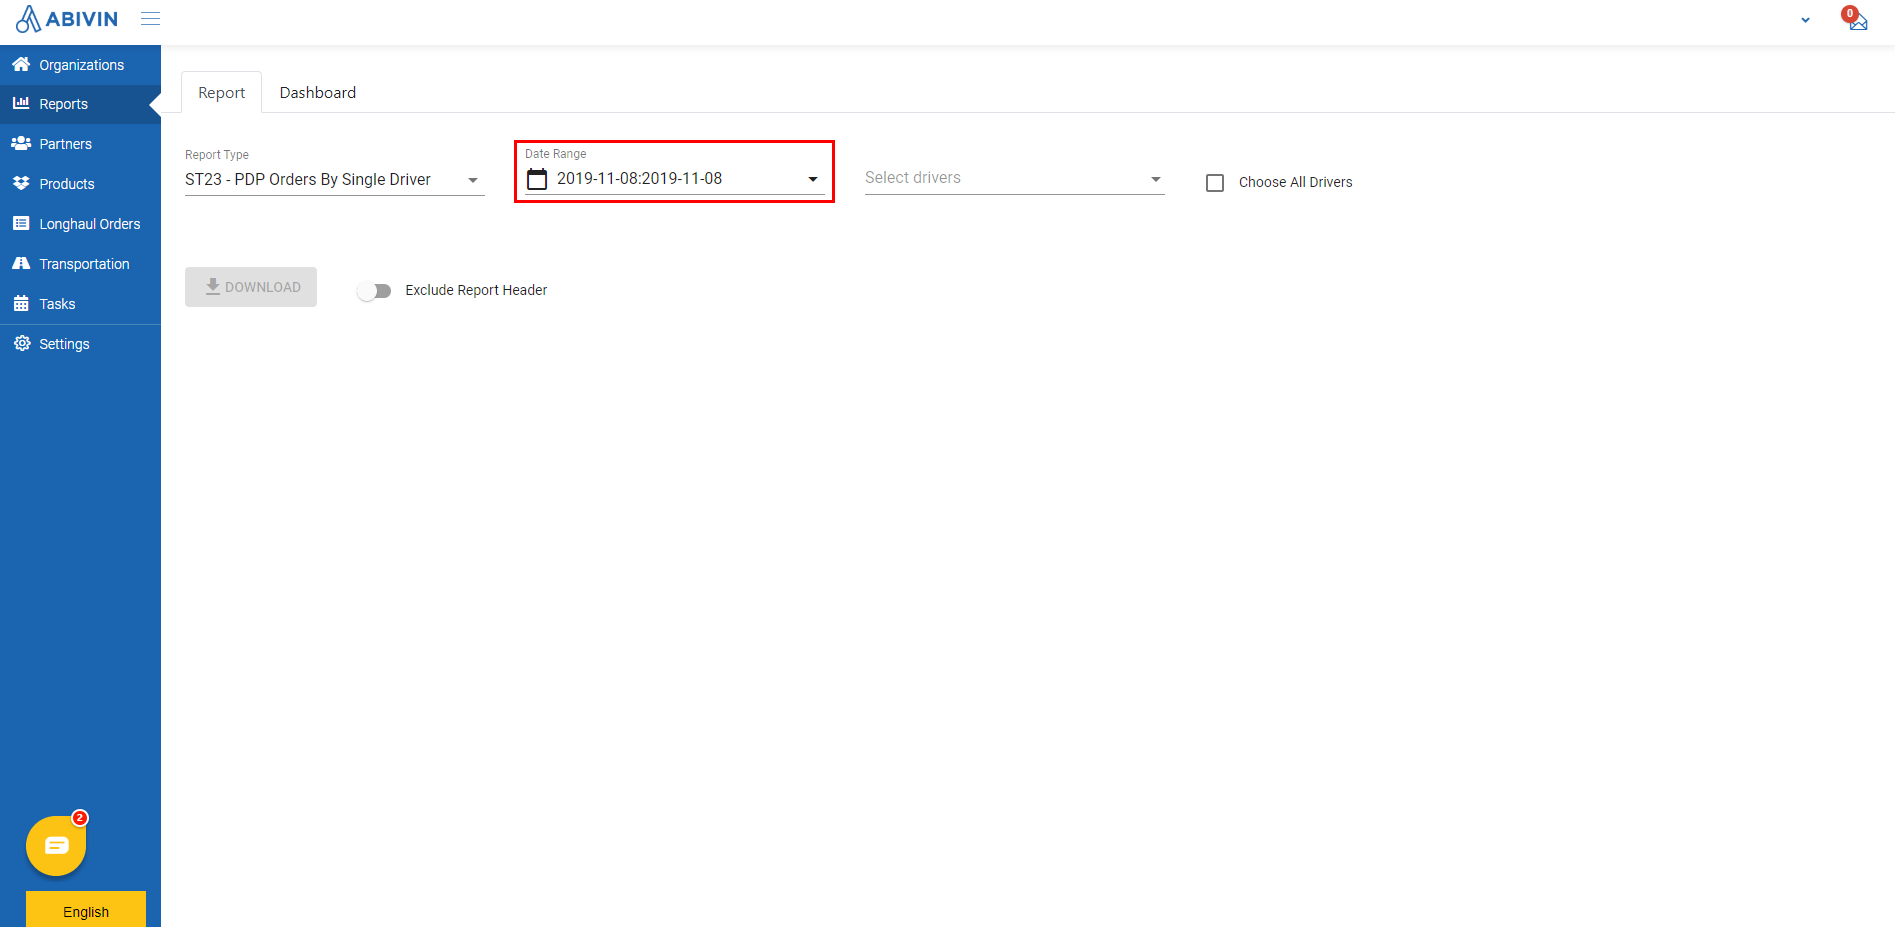 ABIVIN
0
Organizations
Reports
Partners
Products
Longhaul Orders
Transportation
Tasks
Settings
Report
Dashboard
Report Type
ST23 - PDP Orders By Single Driver
Date Range
2019-11-08:2019-11-08
Select drivers
Choose All Drivers
DOWNLOAD
Exclude Report Header
2
English